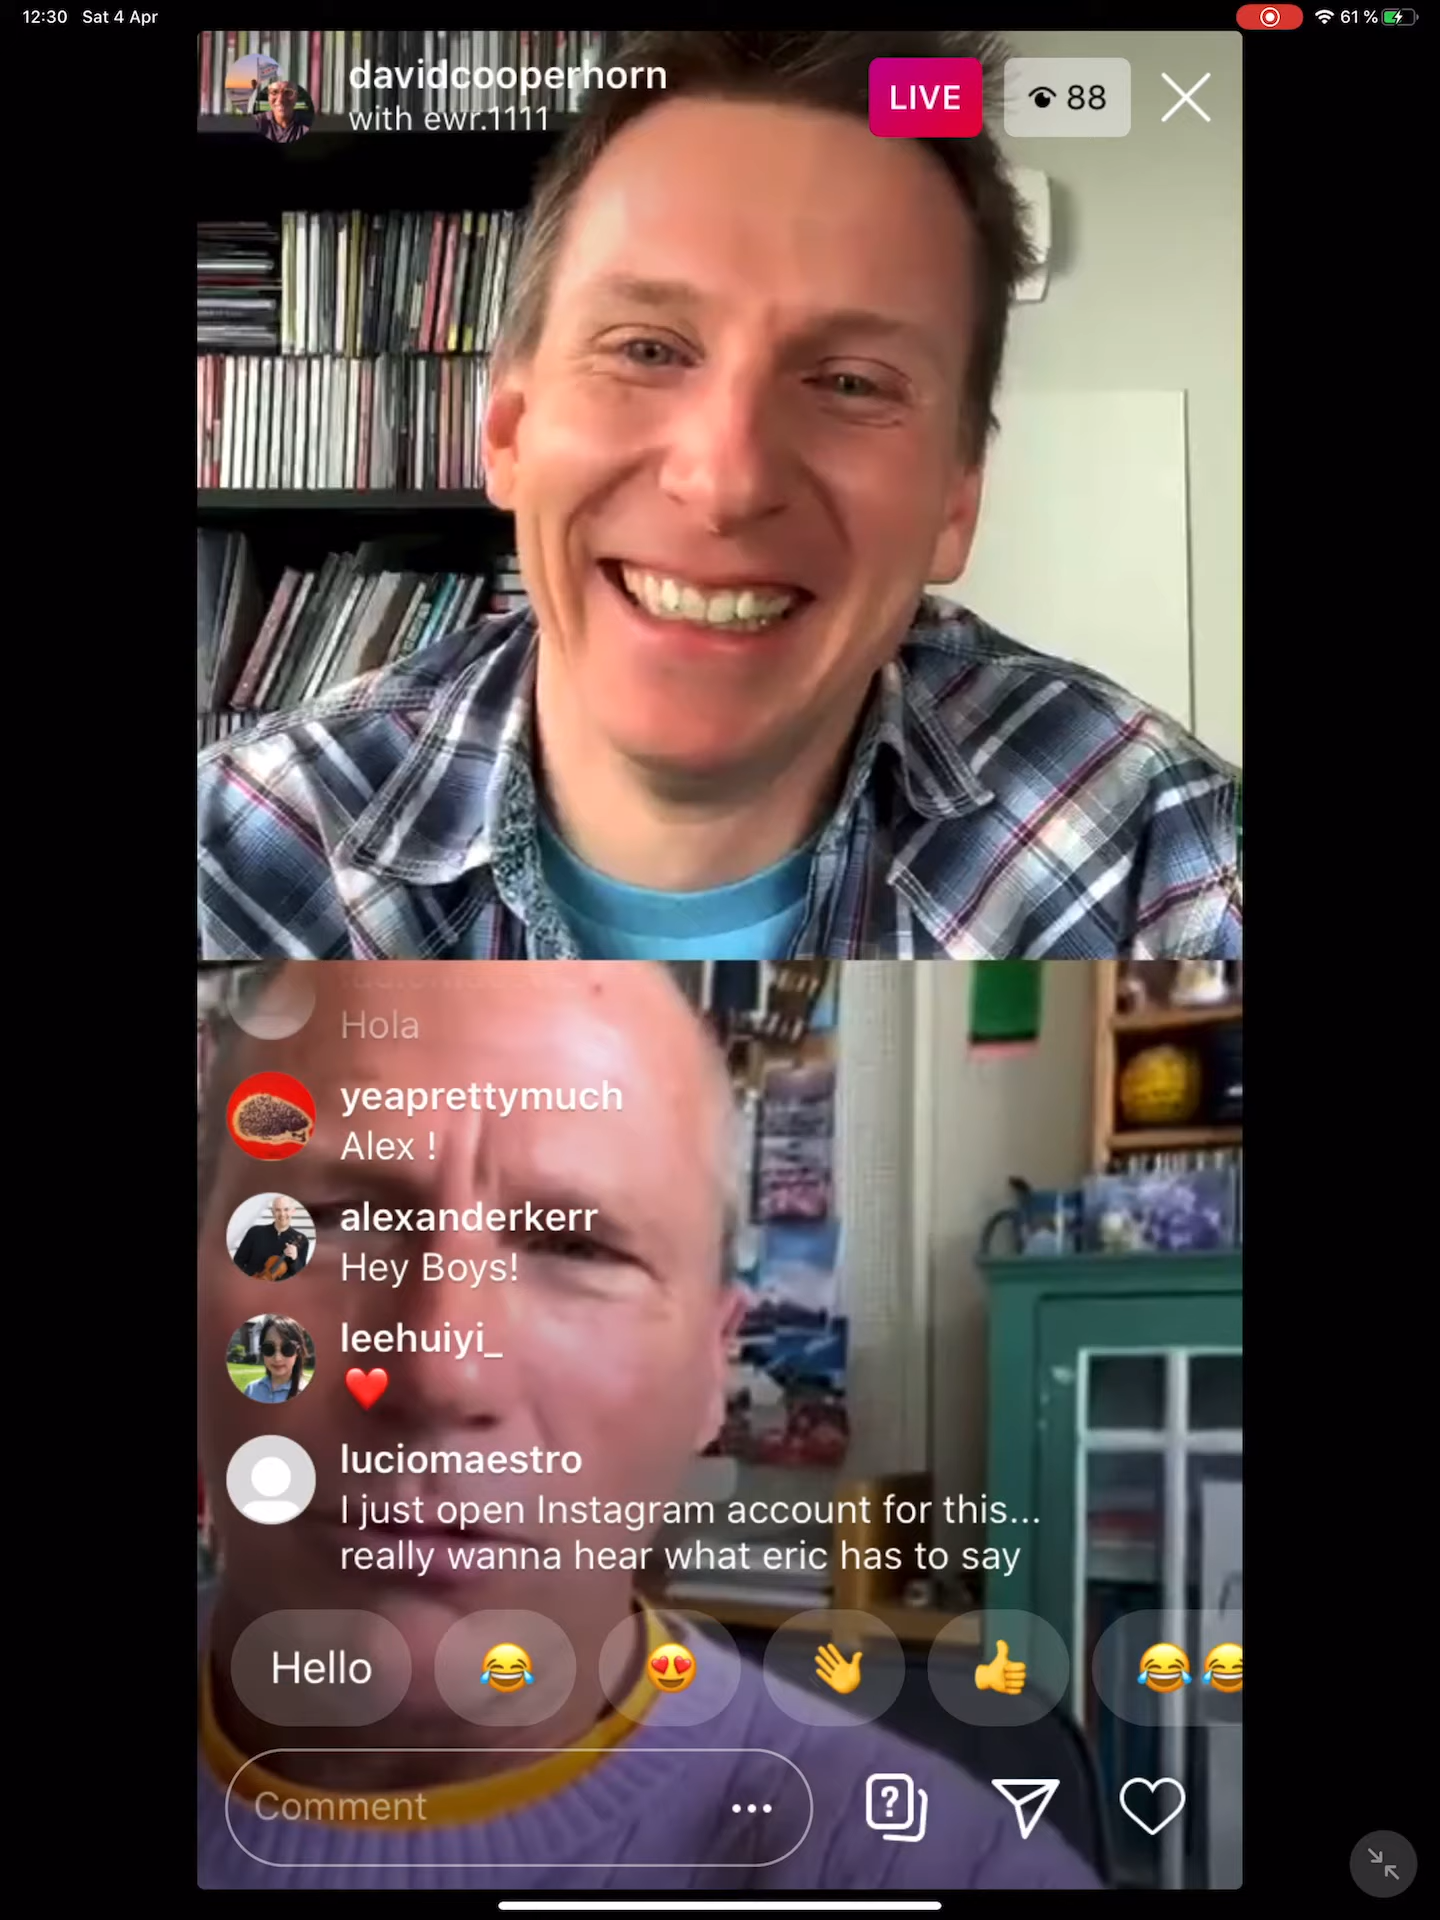 12:30 Sat 4 Apr
61 %
davidcooperhorn
with ewr.1111
LIVE
88
Hola
yeaprettymuch
Alex !
alexanderkerr
Hey Boys!
leehuiyi_
❤️
luciomaestro
I just open Instagram account for this...
really wanna hear what eric has to say
Hello 😂 😍 👋 👍 😂😂
Comment